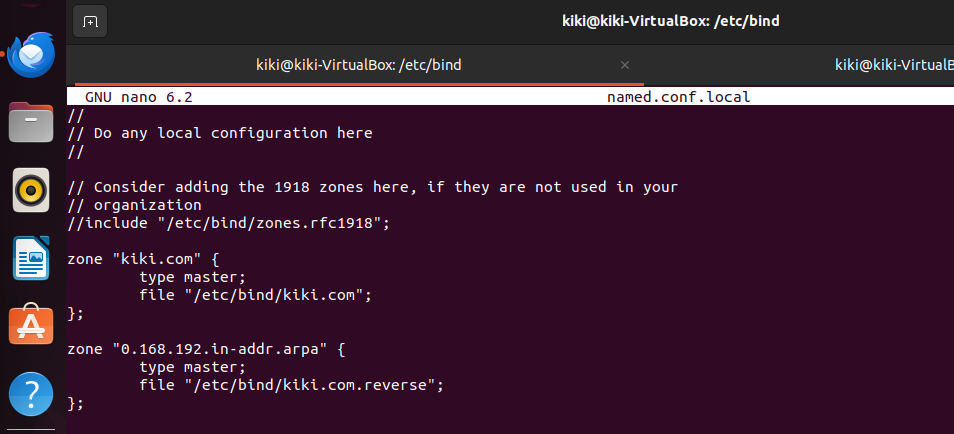 kiki@kiki-VirtualBox: /etc/bind
kiki@kiki-VirtualBox: /etc/bind
kiki@kiki-VirtualB
GNU nano 6.2 named.conf.local
//
// Do any local configuration here
//
// Consider adding the 1918 zones here, if they are not used in your
// organization
//include "/etc/bind/zones.rfc1918";
zone "kiki.com" {
type master;
file "/etc/bind/kiki.com";
};
zone "0.168.192.in-addr.arpa" {
type master;
file "/etc/bind/kiki.com.reverse";
};